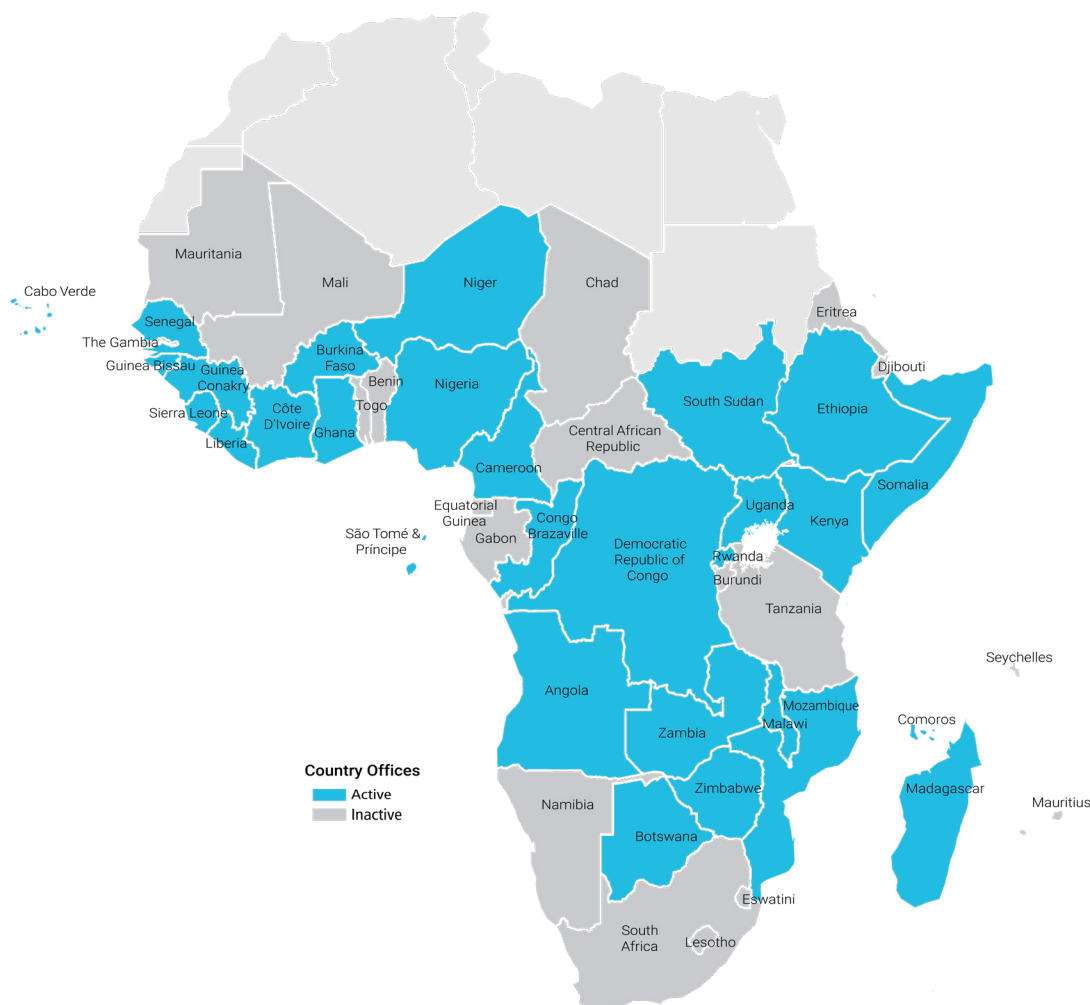 Mauritania
Mali
Niger
Chad
Cabo Verde
Eritrea
Senegal
The Gambia
Burkina
Faso
Djibouti
Guinea Bissau
Guinea
Conakry
Benin
Nigeria
South Sudan
Ethiopia
Togo
Sierra Leone
Côte
D'Ivoire
Ghana
Liberia
Central African
Republic
Cameroon
Somalia
Equatorial
Guinea
Uganda
Kenya
São Tomé &
Príncipe
Congo
Brazaville
Gabon
Democratic
Republic of
Congo
Rwanda
Burundi
Tanzania
Seychelles
Angola
Mozambique
Comoros
Malawi
Zambia
Country Offices
Active
Inactive
Zimbabwe
Madagascar
Mauritius
Namibia
Botswana
Eswatini
South
Africa
Lesotho